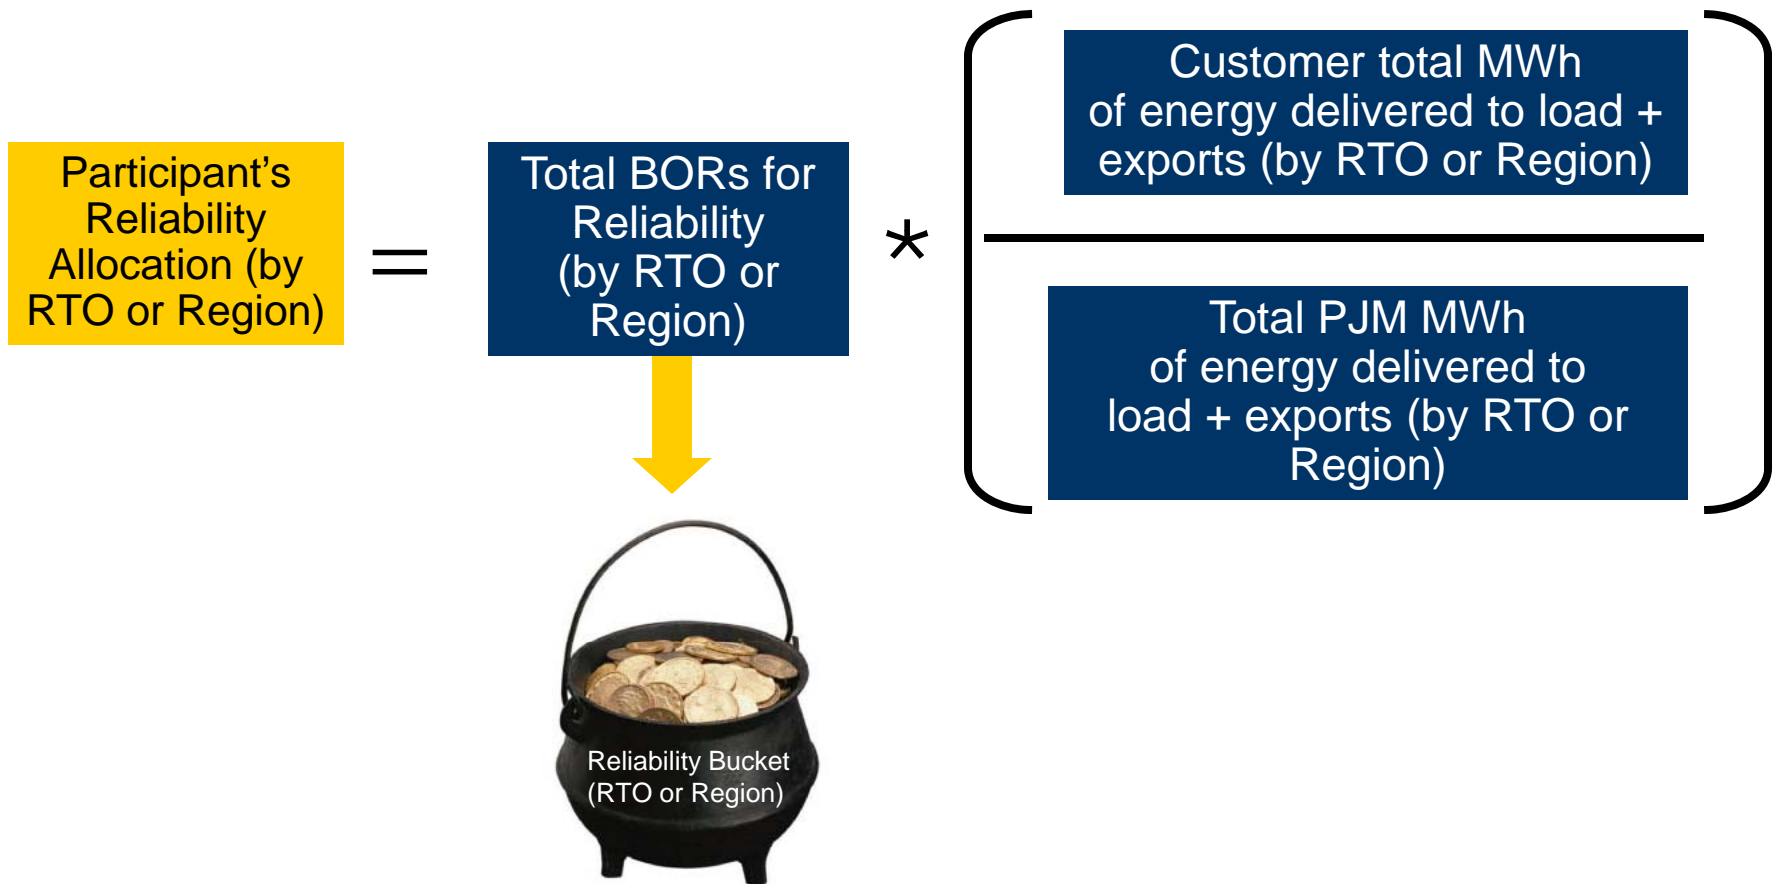 Participant’s
Reliability
Allocation (by
RTO or Region)
=
Total BORs for
Reliability
(by RTO or
Region)
*
Customer total MWh
of energy delivered to load +
exports (by RTO or Region)
Total PJM MWh
of energy delivered to
load + exports (by RTO or
Region)
Reliability Bucket
(RTO or Region)